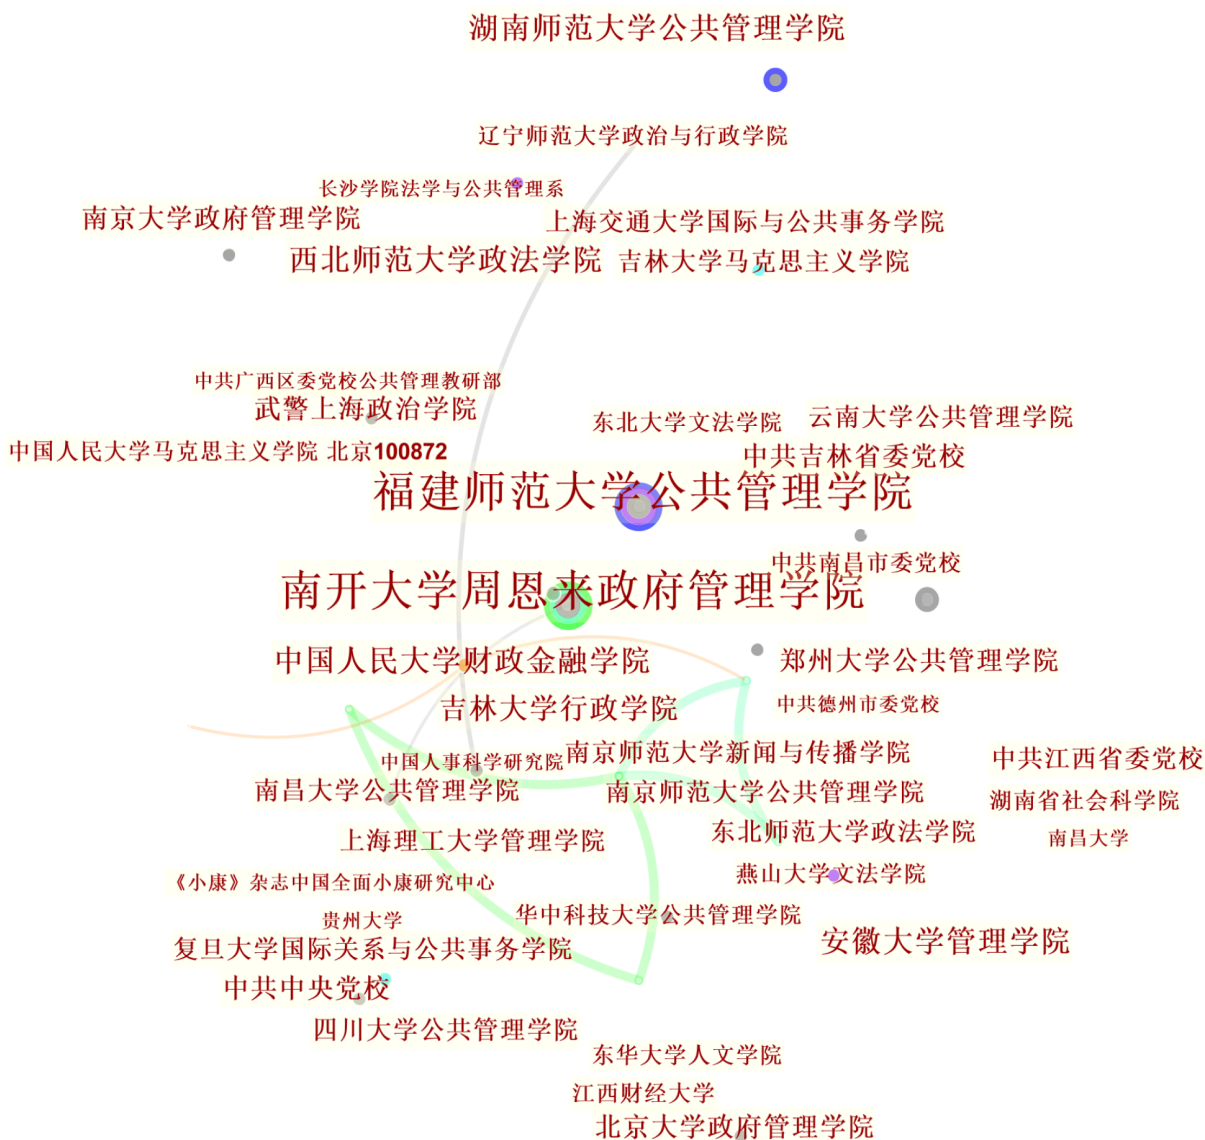 湖南师范大学公共管理学院
辽宁师范大学政治与行政学院
长沙学院法学与公共管理系
南京大学政府管理学院
上海交通大学国际与公共事务学院
西北师范大学政法学院
吉林大学马克思主义学院
中共广西区委党校公共管理教研部
武警上海政治学院
东北大学文法学院
云南大学公共管理学院
中国人民大学马克思主义学院 北京100872
中共吉林省委党校
福建师范大学公共管理学院
中共南昌市委党校
南开大学周恩来政府管理学院
中国人民大学财政金融学院
郑州大学公共管理学院
吉林大学行政学院
中共德州市委党校
中国人事科学研究院
南京师范大学新闻与传播学院
中共江西省委党校
南昌大学公共管理学院
南京师范大学公共管理学院
湖南省社会科学院
上海理工大学管理学院
东北师范大学政法学院
南昌大学
《小康》杂志中国全面小康研究中心
燕山大学文法学院
贵州大学
华中科技大学公共管理学院
复旦大学国际关系与公共事务学院
安徽大学管理学院
中共中央党校
四川大学公共管理学院
东华大学人文学院
江西财经大学
北京大学政府管理学院